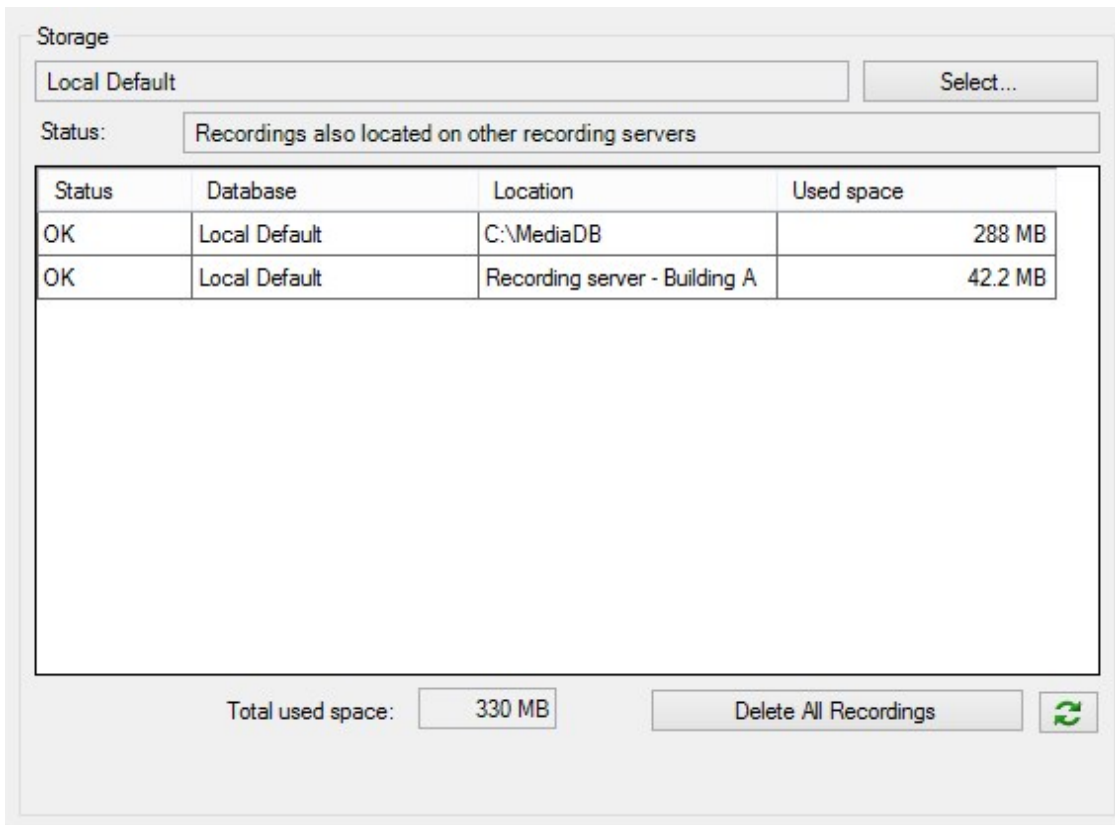 Storage
Local Default Select...
Status: Recordings also located on other recording servers
Status Database Location Used space
OK Local Default C:\MediaDB 288 MB
OK Local Default Recording server - Building A 42.2 MB
Total used space: 330 MB Delete All Recordings